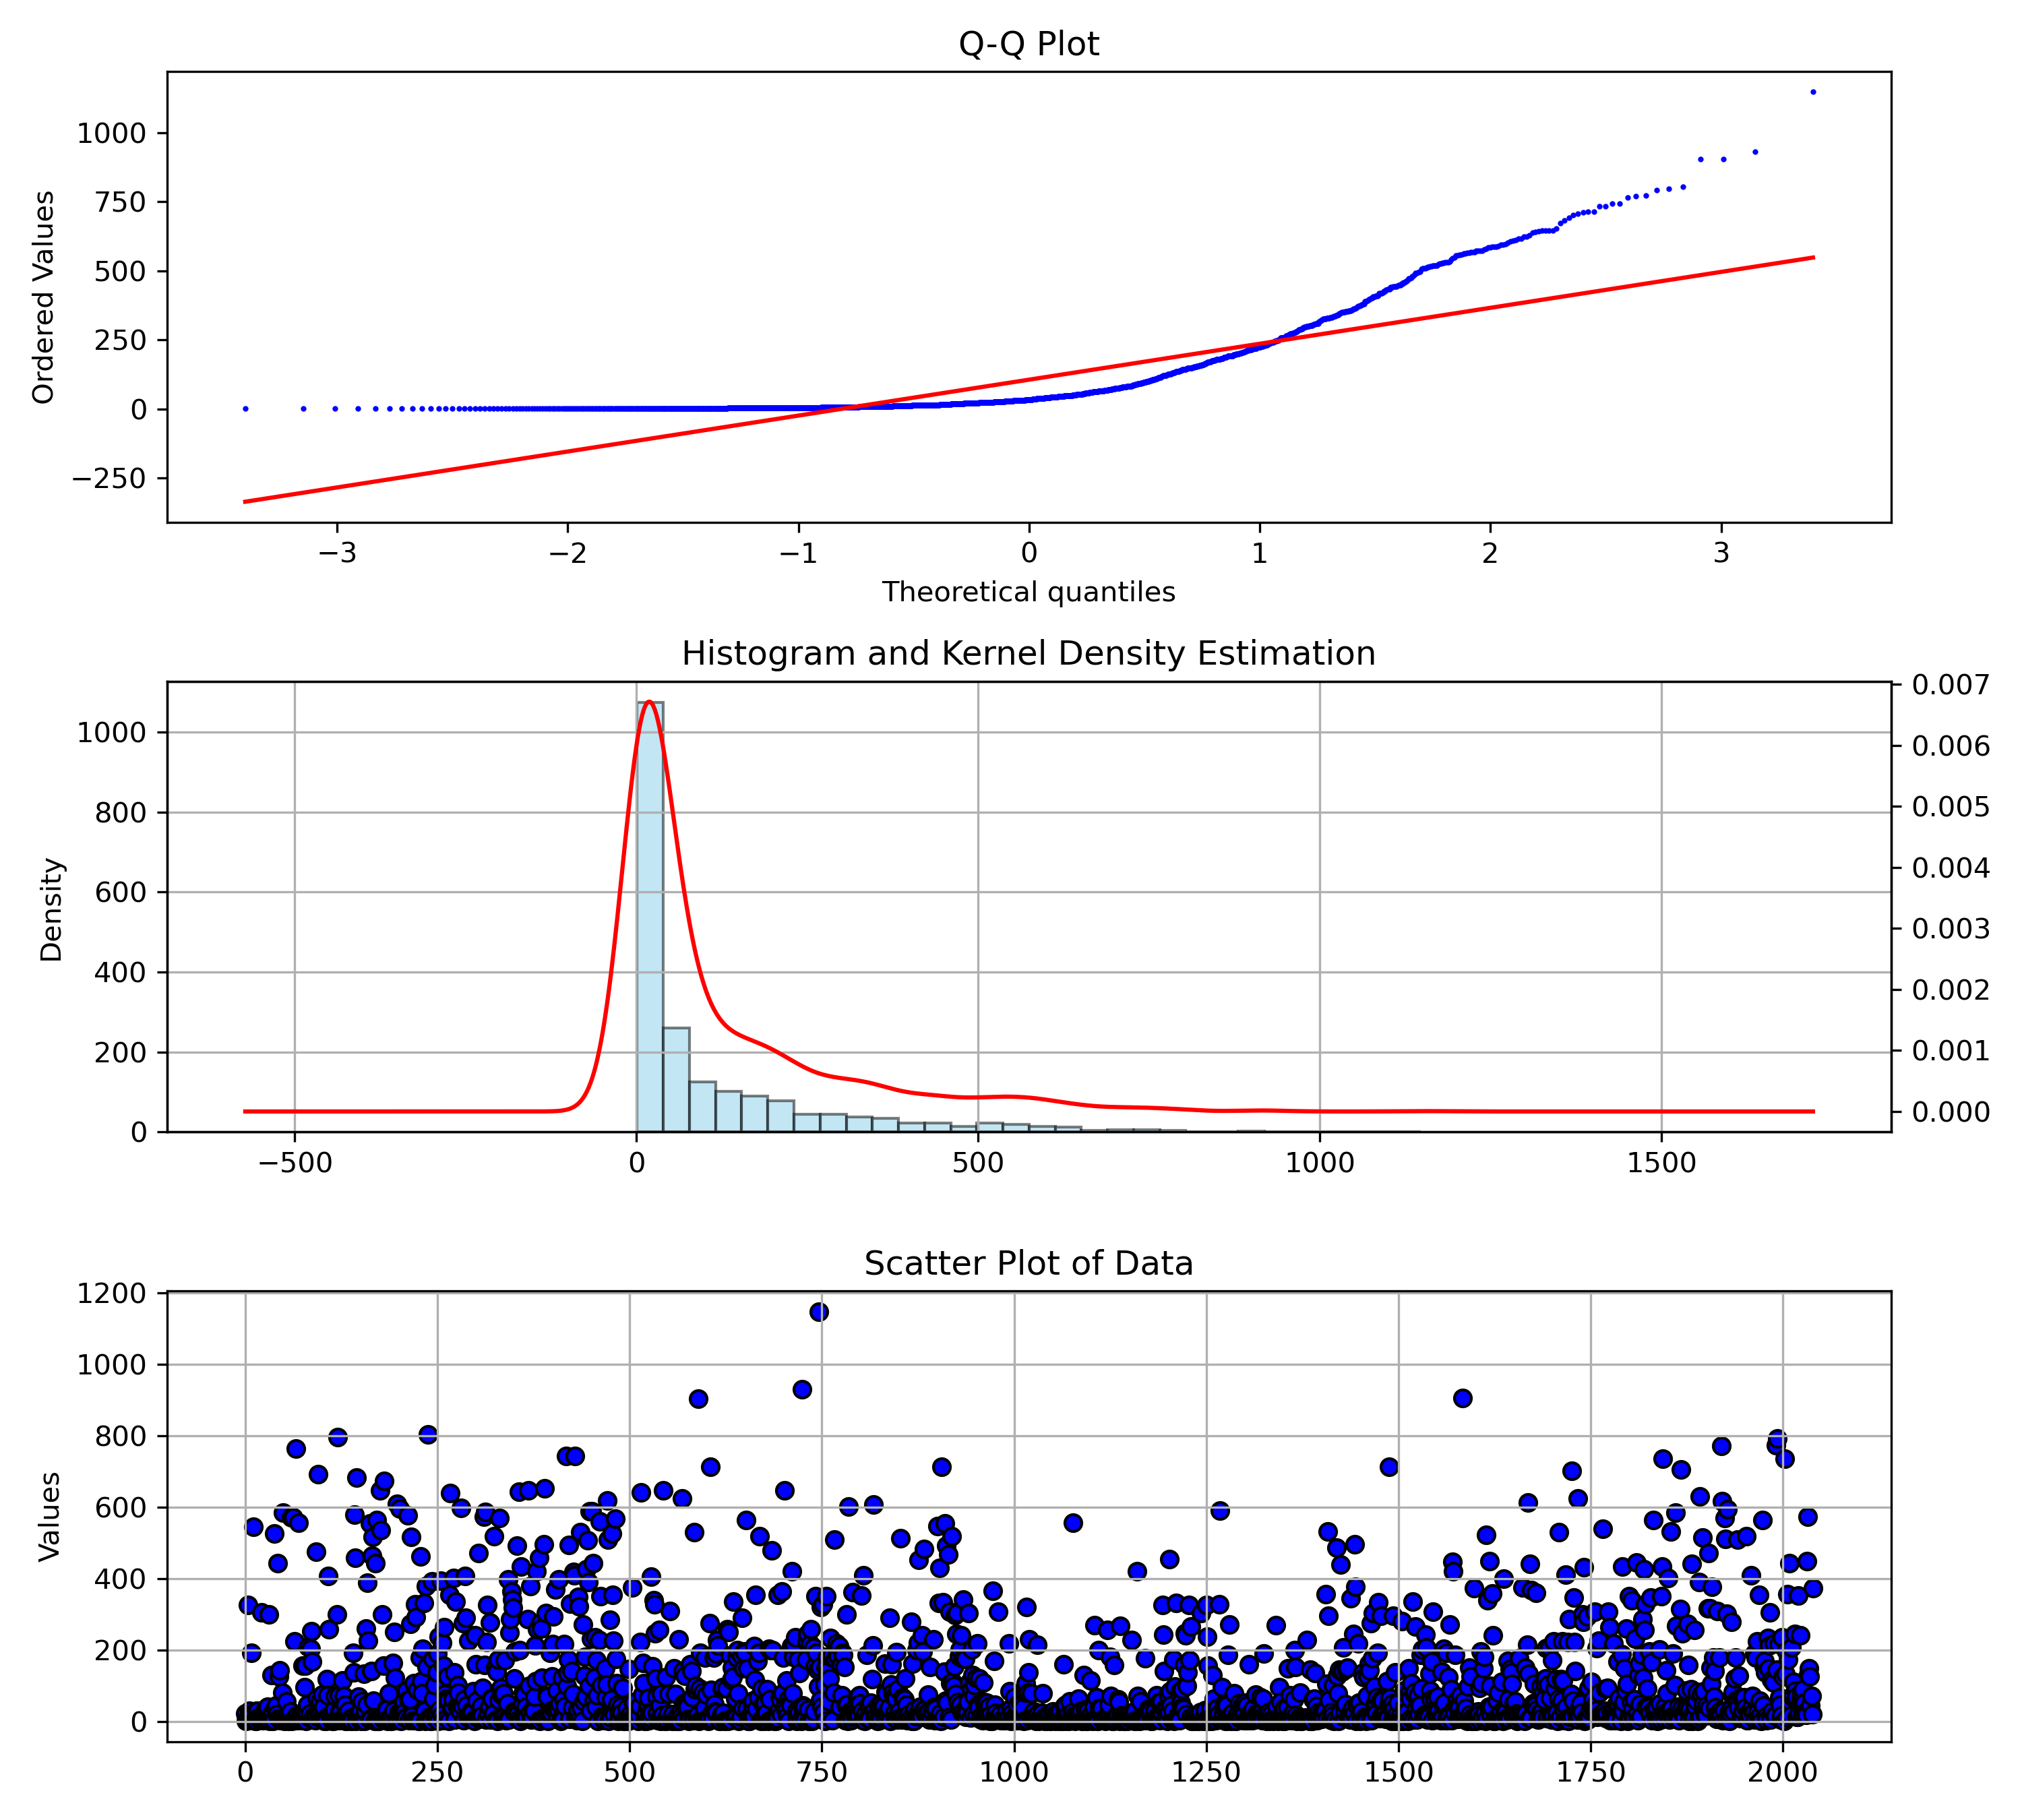 Q-Q Plot
1000
750
500
250
0
−250
Ordered Values
−3 −2 −1 0 1 2 3
Theoretical quantiles
Histogram and Kernel Density Estimation
1000
800
600
400
200
0
Density
0.007
0.006
0.005
0.004
0.003
0.002
0.001
0.000
−500 0 500 1000 1500
Scatter Plot of Data
1200
1000
800
600
400
200
0
Values
0 250 500 750 1000 1250 1500 1750 2000